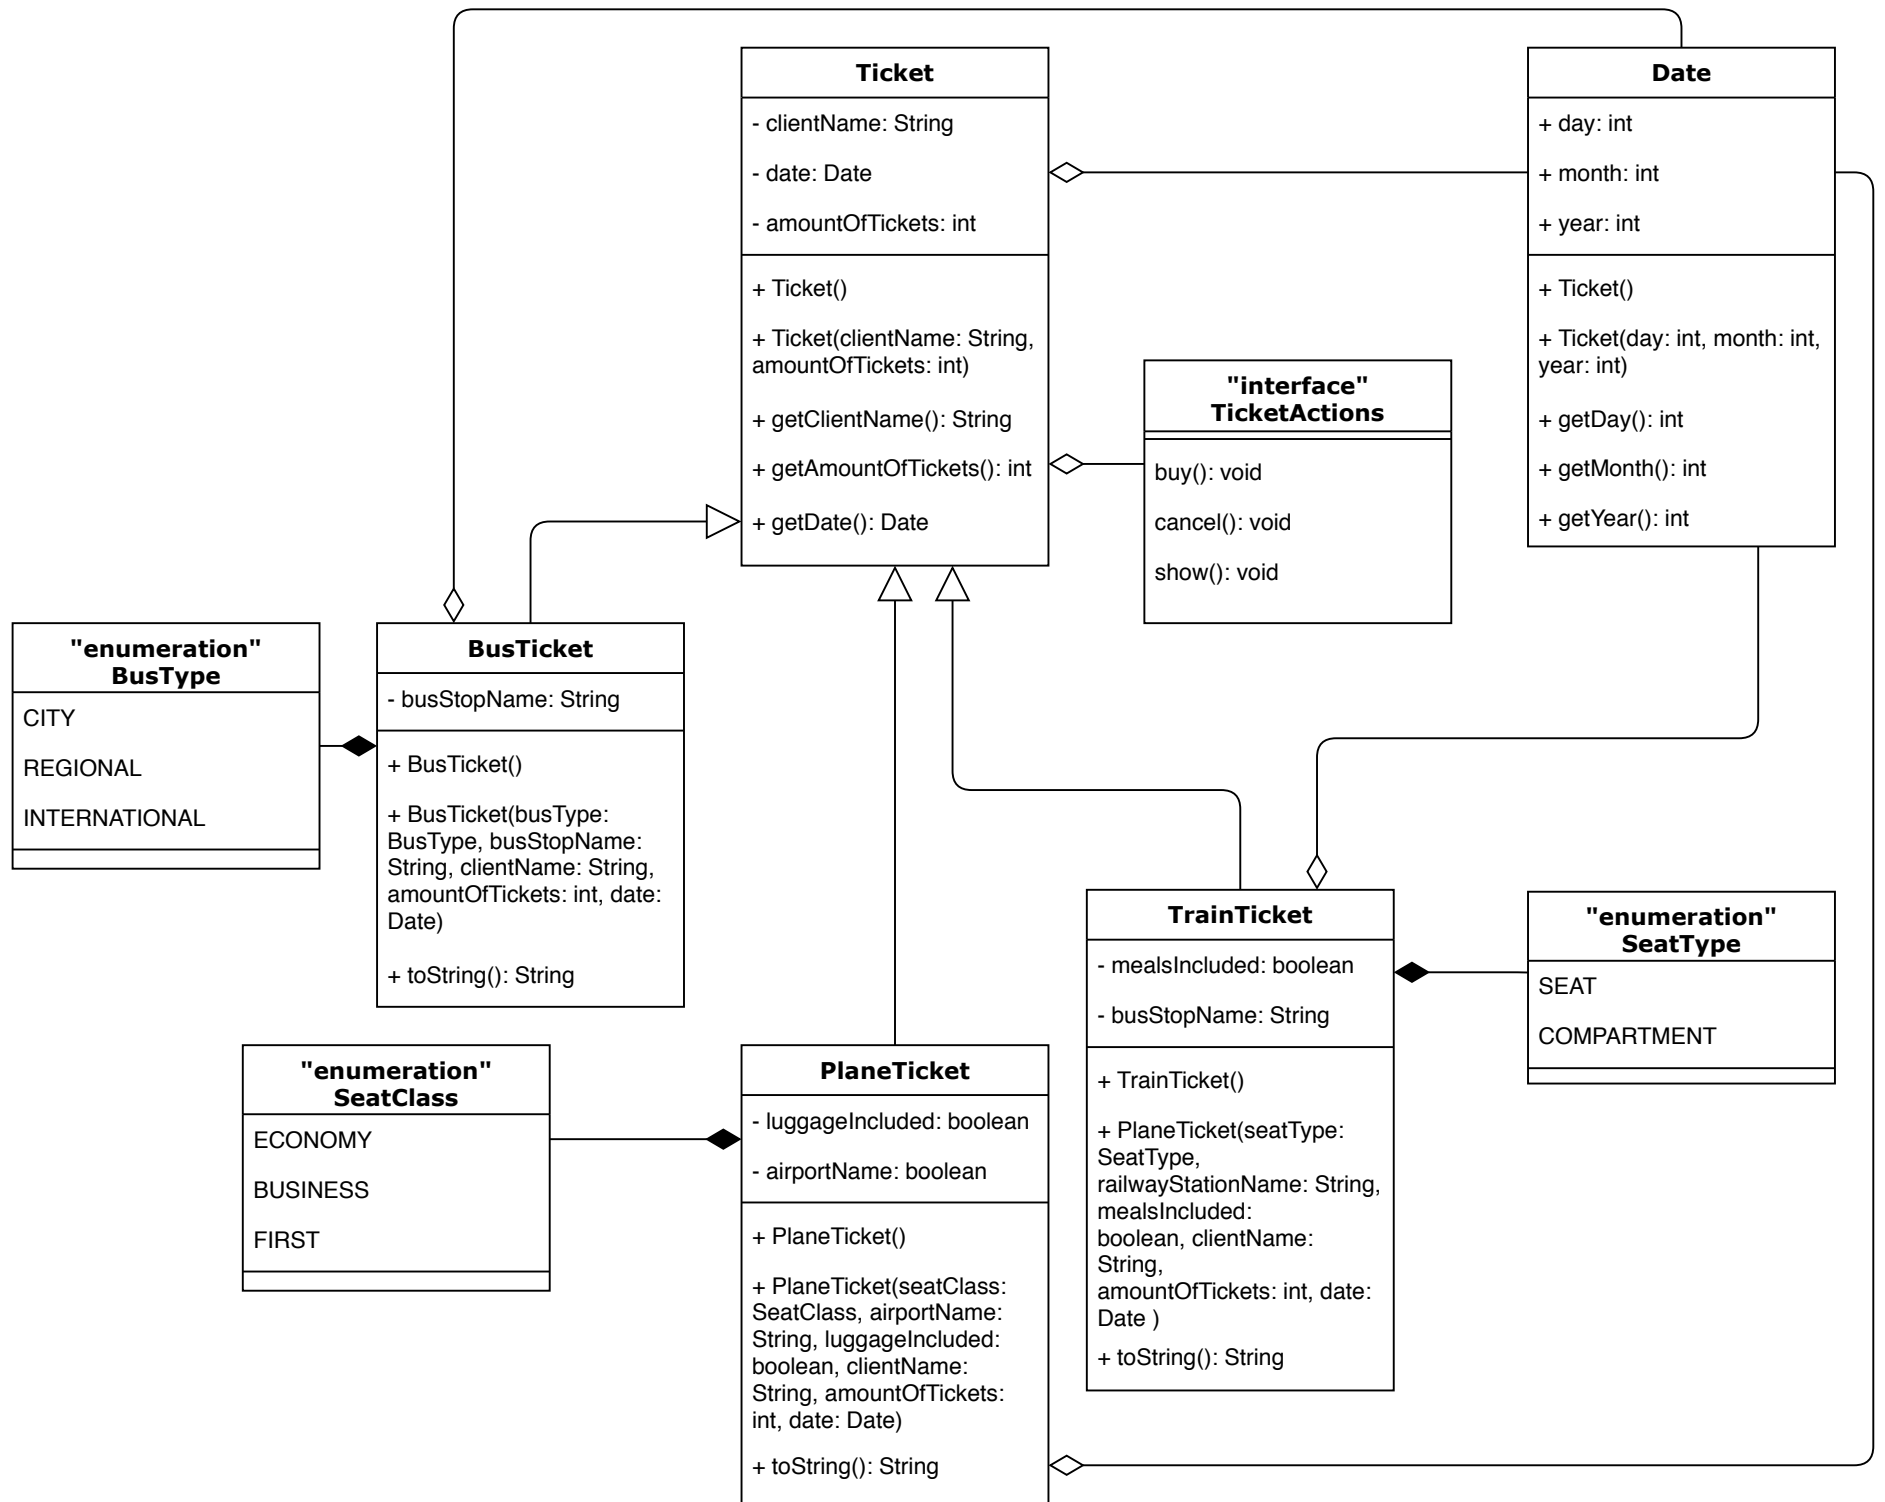 Ticket
- clientName: String
- date: Date
- amountOfTickets: int
+ Ticket()
+ Ticket(clientName: String,
amountOfTickets: int)
+ getClientName(): String
+ getAmountOfTickets(): int
+ getDate(): Date
Date
+ day: int
+ month: int
+ year: int
+ Ticket()
+ Ticket(day: int, month: int,
year: int)
+ getDay(): int
+ getMonth(): int
+ getYear(): int
"interface"
TicketActions
buy(): void
cancel(): void
show(): void
"enumeration"
BusType
CITY
REGIONAL
INTERNATIONAL
BusTicket
- busStopName: String
+ BusTicket()
+ BusTicket(busType:
BusType, busStopName:
String, clientName: String,
amountOfTickets: int, date:
Date)
+ toString(): String
TrainTicket
- mealsIncluded: boolean
- busStopName: String
+ TrainTicket()
+ PlaneTicket(seatType:
SeatType,
railwayStationName: String,
mealsIncluded:
boolean, clientName:
String,
amountOfTickets: int, date:
Date )
+ toString(): String
"enumeration"
SeatType
SEAT
COMPARTMENT
"enumeration"
SeatClass
ECONOMY
BUSINESS
FIRST
PlaneTicket
- luggageIncluded: boolean
- airportName: boolean
+ PlaneTicket()
+ PlaneTicket(seatClass:
SeatClass, airportName:
String, luggageIncluded:
boolean, clientName:
String, amountOfTickets:
int, date: Date)
+ toString(): String